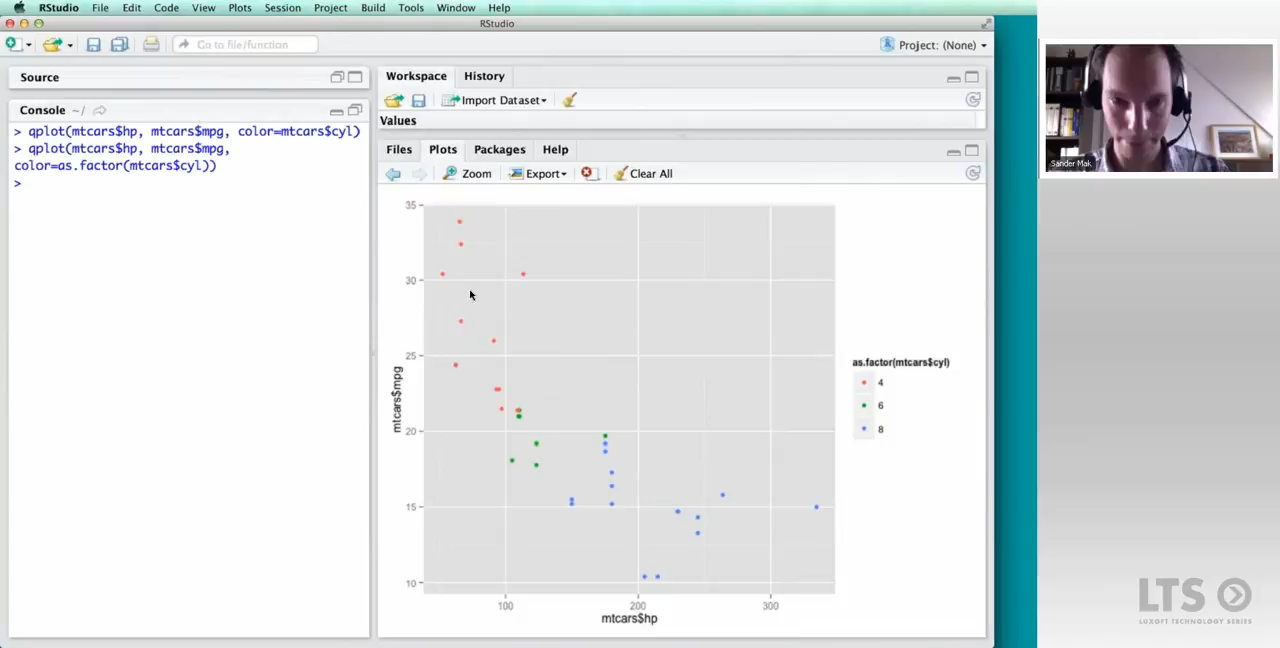 RStudio File Edit Code View Plots Session Project Build Tools Window Help
RStudio
Go to file/function
Project: (None)
Source
Console ~/
> qplot(mtcars$hp, mtcars$mpg, color=mtcars$cyl)
> qplot(mtcars$hp, mtcars$mpg,
color=as.factor(mtcars$cyl))
>
Workspace History
Import Dataset
Values
Files Plots Packages Help
Zoom Export Clear All
35
30
25
20
15
10
mtcars$mpg
100 200 300
mtcars$hp
as.factor(mtcars$cyl)
4
6
8
Sander Mak
LTS
LUXOFT TECHNOLOGY SERIES